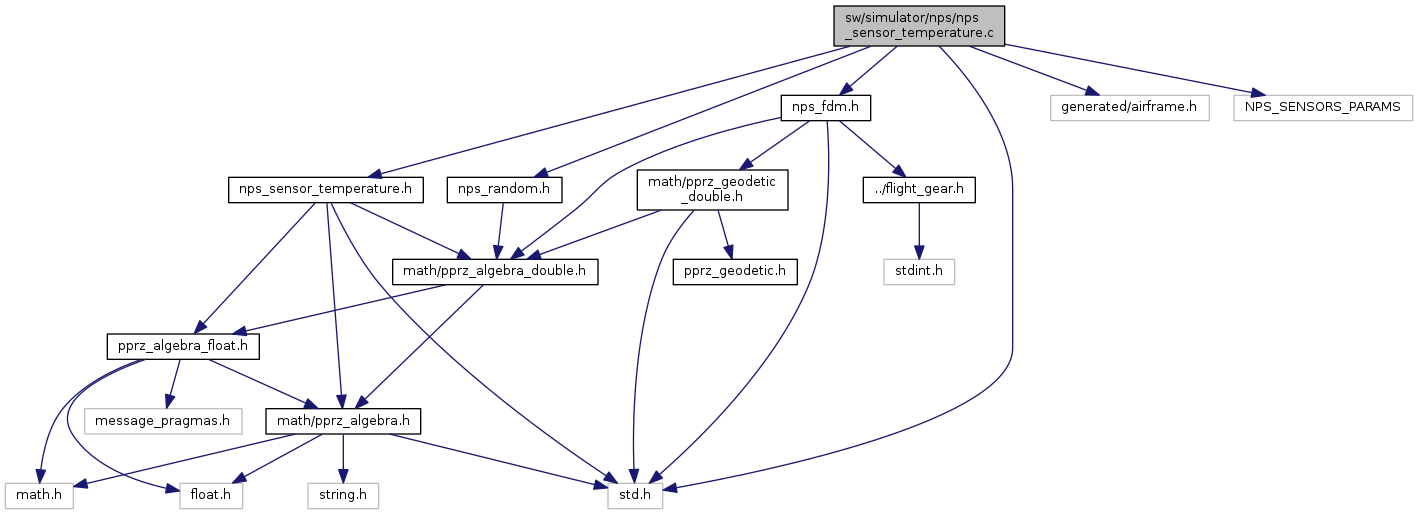 sw/simulator/nps/nps
_sensor_temperature.c
nps_fdm.h
generated/airframe.h
NPS_SENSORS_PARAMS
nps_sensor_temperature.h
nps_random.h
math/pprz_geodetic
_double.h
../flight_gear.h
math/pprz_algebra_double.h
pprz_geodetic.h
stdint.h
pprz_algebra_float.h
message_pragmas.h
math/pprz_algebra.h
math.h
float.h
string.h
std.h